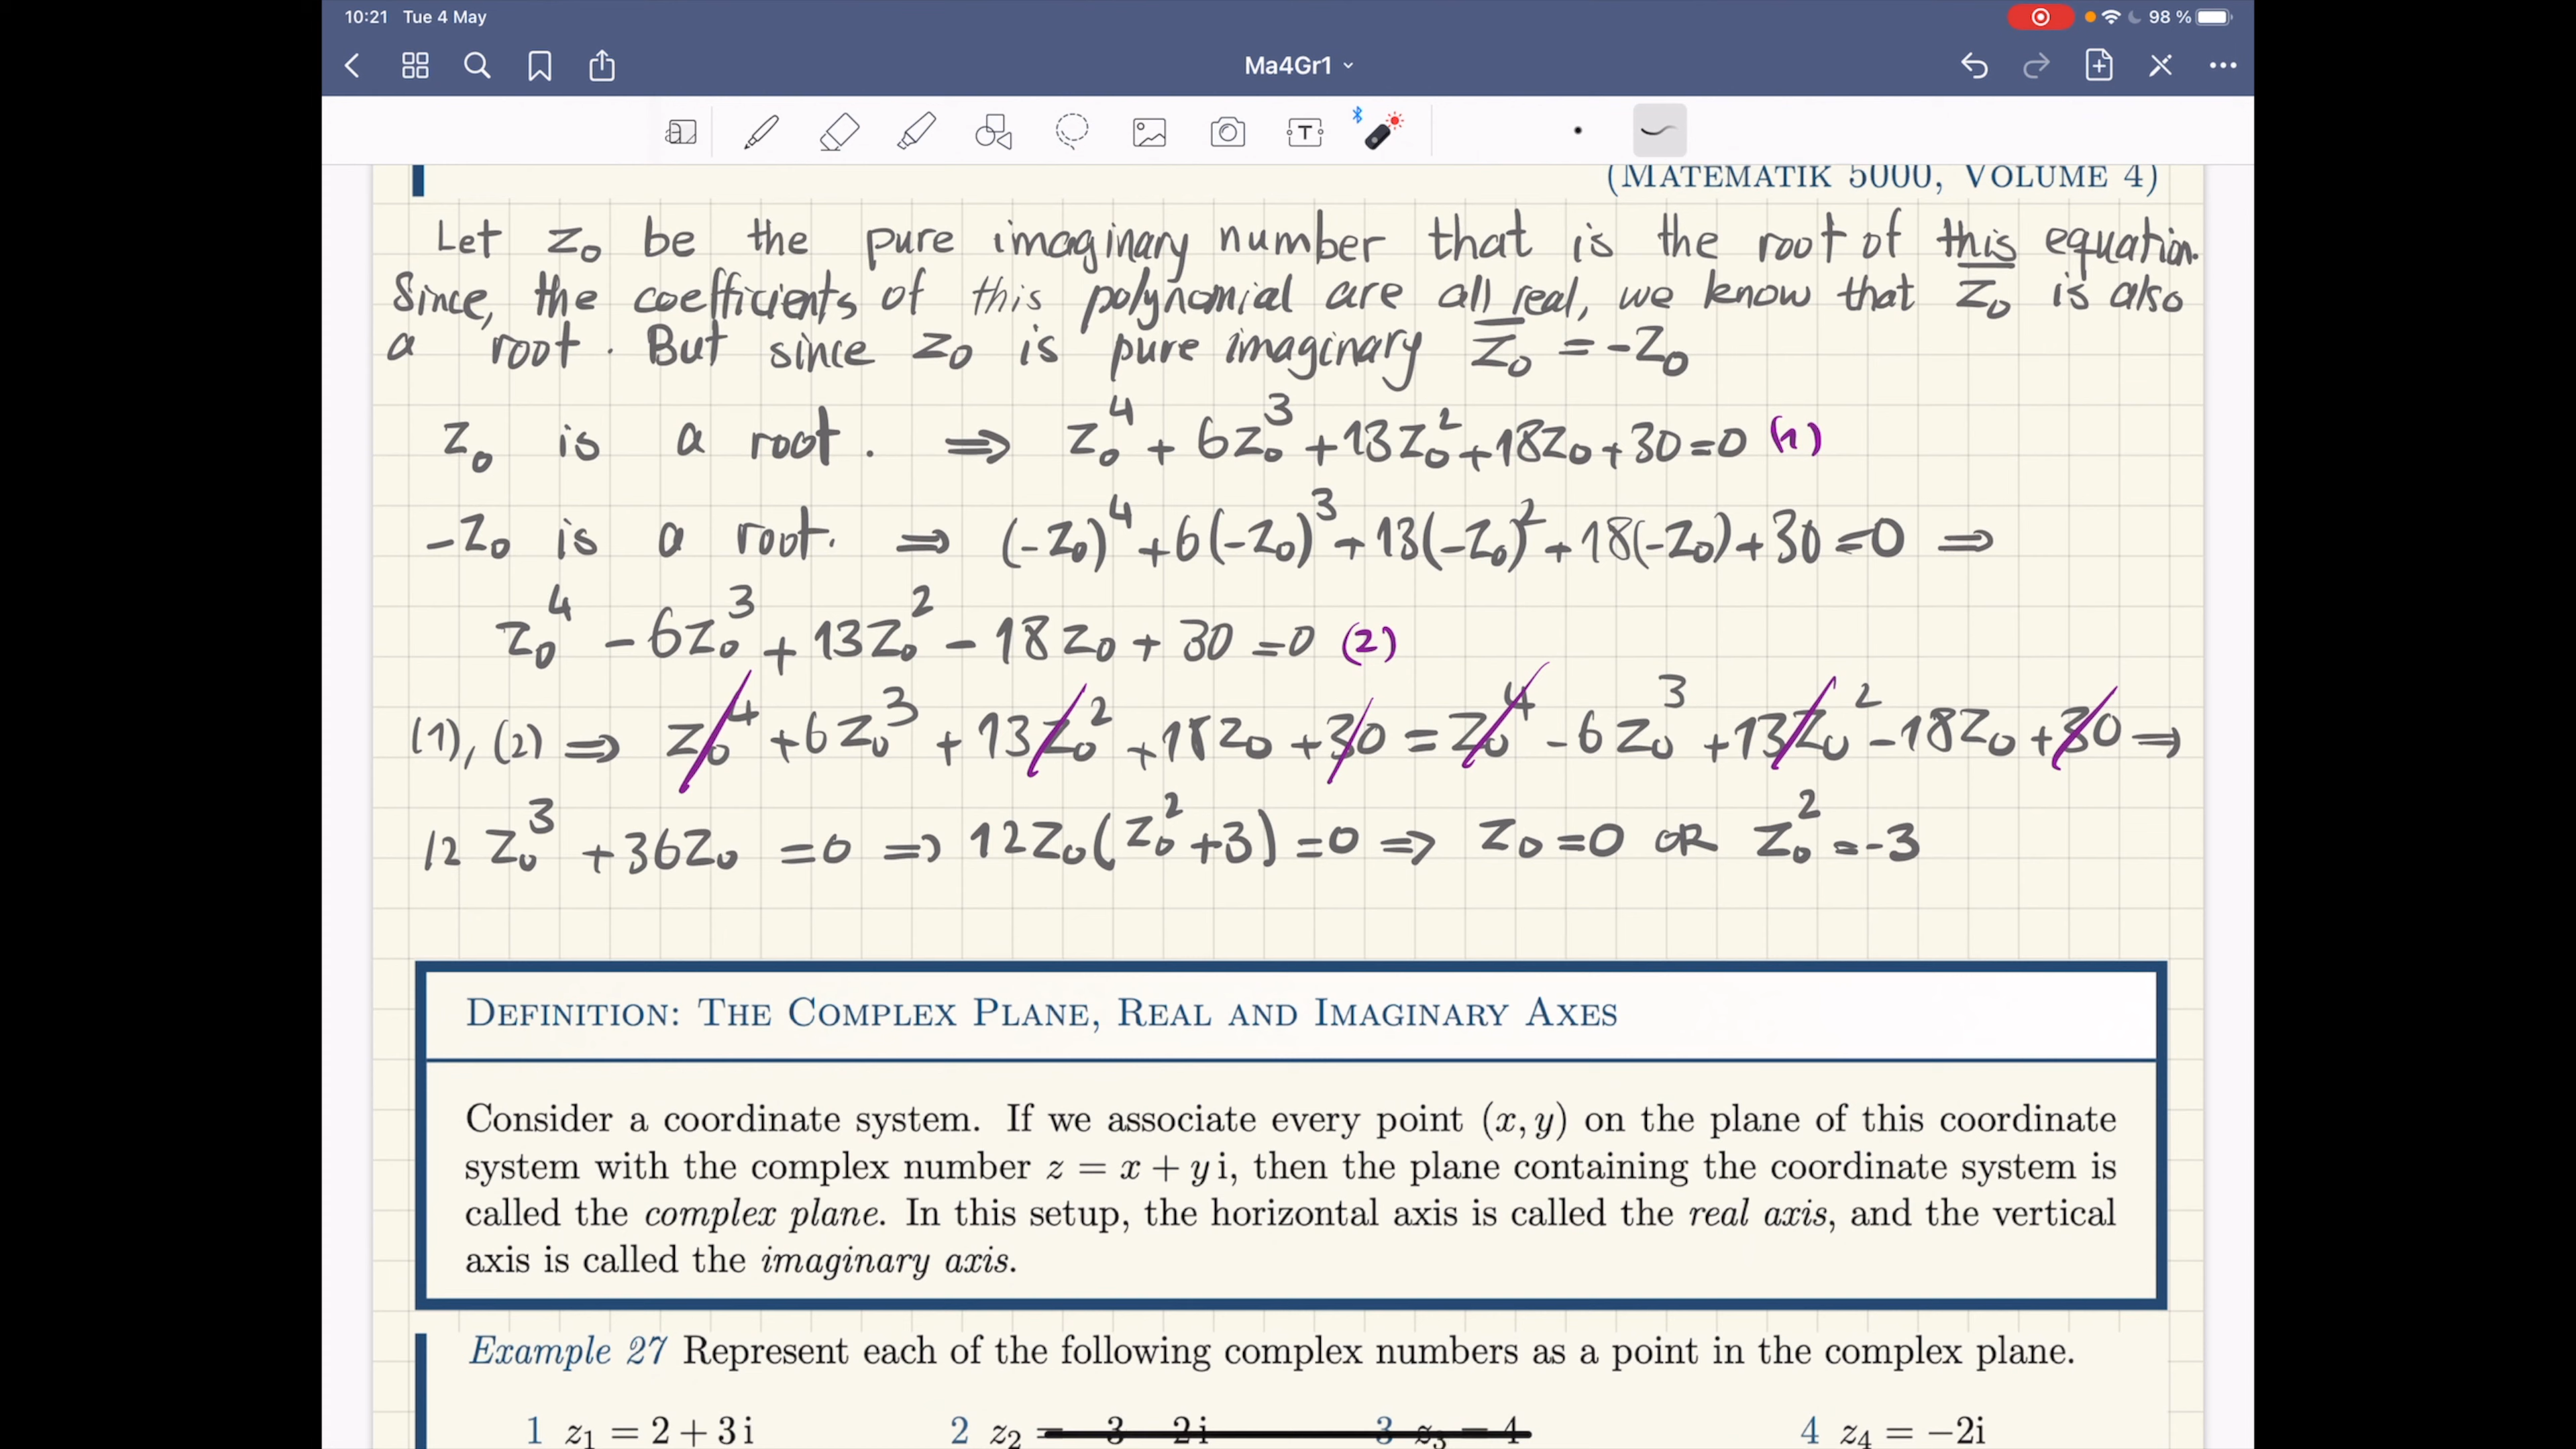 10:21 Tue 4 May
98 %
Ma4Gr1
(MATEMATIK 5000, VOLUME 4)
Let z₀ be the pure imaginary number that is the root of this equation.
Since, the coefficients of this polynomial are all real, we know that z̅₀ is also
a root. But since z₀ is pure imaginary z̅₀ = -z₀
z₀ is a root. ⇒ z₀⁴ + 6z₀³ + 13z₀² + 18z₀ + 30 = 0 (1)
-z₀ is a root. ⇒ (-z₀)⁴ + 6(-z₀)³ + 13(-z₀)² + 18(-z₀) + 30 = 0 ⇒
z₀⁴ - 6z₀³ + 13z₀² - 18z₀ + 30 = 0 (2)
(1), (2) ⇒ z₀⁴ + 6z₀³ + 13z₀² + 18z₀ + 30 = z₀⁴ - 6z₀³ + 13z₀² - 18z₀ + 30 ⇒
12z₀³ + 36z₀ = 0 ⇒ 12z₀(z₀² + 3) = 0 ⇒ z₀ = 0 OR z₀² = -3
DEFINITION: THE COMPLEX PLANE, REAL AND IMAGINARY AXES
Consider a coordinate system. If we associate every point (x, y) on the plane of this coordinate
system with the complex number z = x + y i, then the plane containing the coordinate system is
called the complex plane. In this setup, the horizontal axis is called the real axis, and the vertical
axis is called the imaginary axis.
Example 27 Represent each of the following complex numbers as a point in the complex plane.
1 z₁ = 2 + 3 i 2 z₂ = 3 z₃ = 4 4 z₄ = −2i